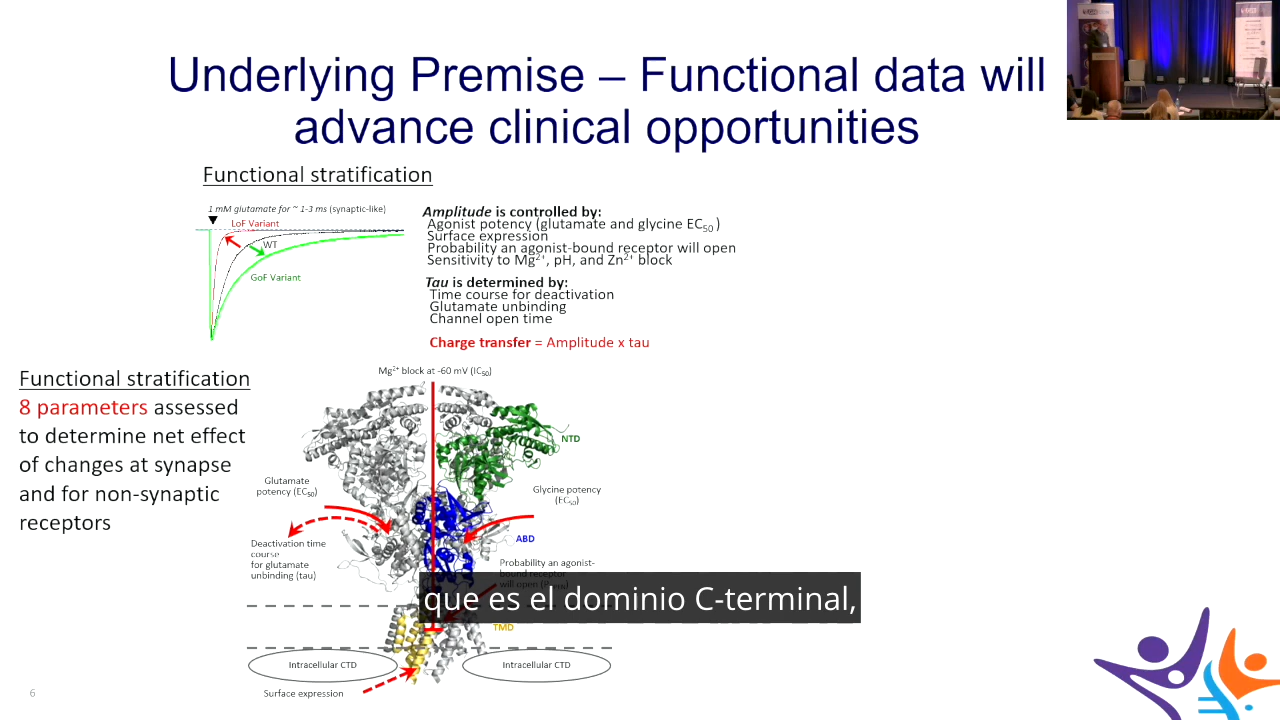 Underlying Premise – Functional data will
advance clinical opportunities
Functional stratification
1 mM glutamate for ~ 1-3 ms (synaptic-like)
LoF Variant
WT
GoF Variant
Amplitude is controlled by:
Agonist potency (glutamate and glycine EC50)
Surface expression
Probability an agonist-bound receptor will open
Sensitivity to Mg2+, pH, and Zn2+ block
Tau is determined by:
Time course for deactivation
Glutamate unbinding
Channel open time
Charge transfer = Amplitude x tau
Functional stratification
8 parameters assessed
to determine net effect
of changes at synapse
and for non-synaptic
receptors
Mg2+ block at -60 mV (IC50)
NTD
Glutamate
potency (EC50)
Glycine potency
(EC50)
Deactivation time
course
for glutamate
unbinding (tau)
ABD
Probability an agonist-
bound receptor
will open
que es el dominio C-terminal,
TMD
Intracellular CTD
Intracellular CTD
Surface expression
6